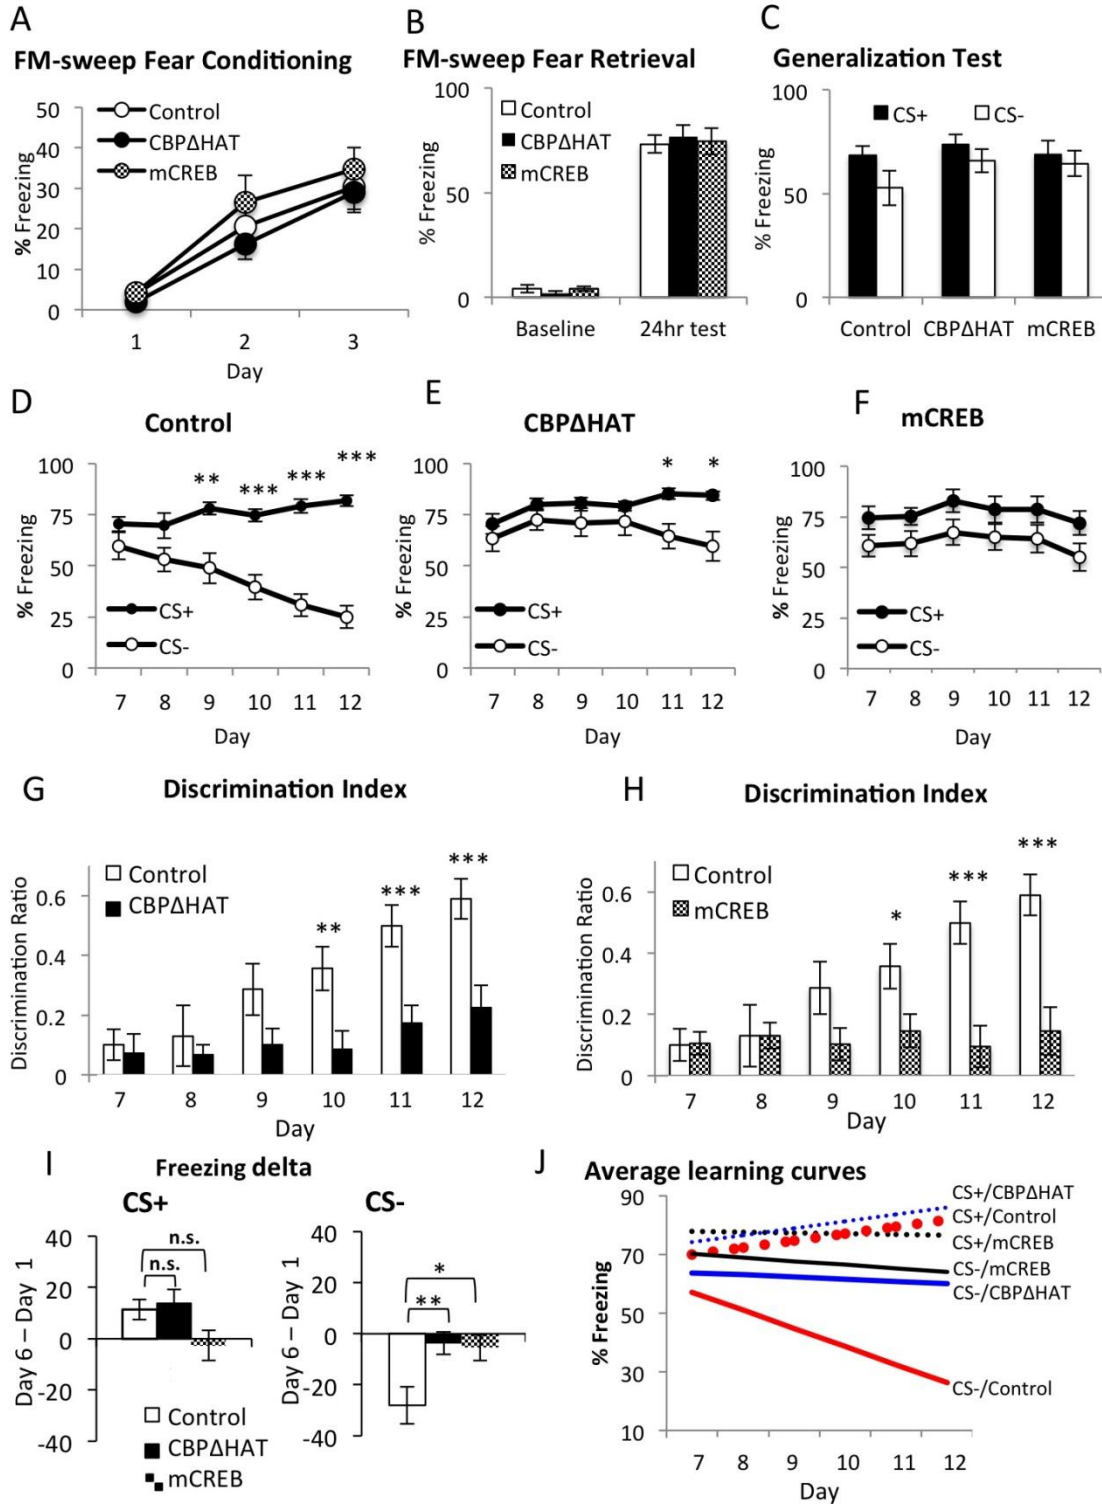 A
FM-sweep Fear Conditioning
50
40
30
20
10
0
% Freezing
Control
CBPΔHAT
mCREB
1 2 3
Day
B
FM-sweep Fear Retrieval
100
50
0
% Freezing
Control
CBPΔHAT
mCREB
Baseline 24hr test
C
Generalization Test
100
50
0
% Freezing
CS+ CS-
Control CBPΔHAT mCREB
D
Control
100
75
50
25
0
% Freezing
** *** *** ***
CS+
CS-
7 8 9 10 11 12
Day
E
CBPΔHAT
100
75
50
25
0
% Freezing
* *
CS+
CS-
7 8 9 10 11 12
Day
F
mCREB
100
75
50
25
0
% Freezing
CS+
CS-
7 8 9 10 11 12
Day
G
Discrimination Index
0.6
0.4
0.2
0
Discrimination Ratio
Control
CBPΔHAT
** *** ***
7 8 9 10 11 12
Day
H
Discrimination Index
0.6
0.4
0.2
0
Discrimination Ratio
Control
mCREB
* *** ***
7 8 9 10 11 12
Day
I
Freezing delta
CS+
40
20
0
-20
-40
Day 6 – Day 1
n.s.
n.s.
Control
CBPΔHAT
mCREB
CS-
40
20
0
-20
-40
Day 6 – Day 1
*
**
J
Average learning curves
90
70
50
30
10
% Freezing
CS+/CBPΔHAT
CS+/Control
CS+/mCREB
CS-/mCREB
CS-/CBPΔHAT
CS-/Control
7 8 9 10 11 12
Day